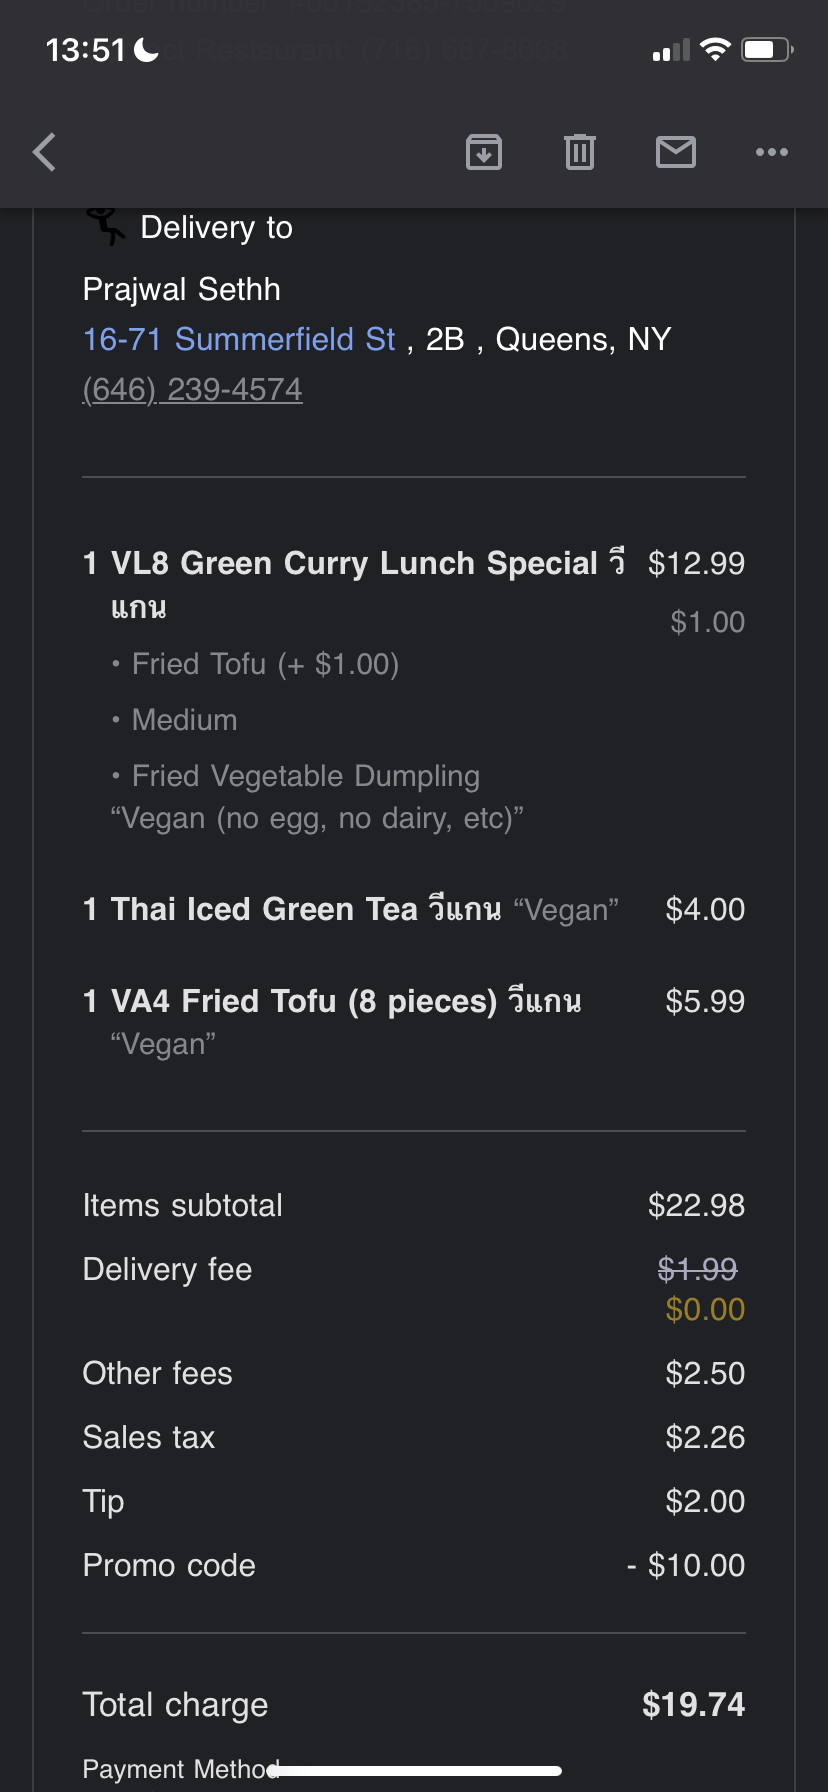 13:51
Delivery to
Prajwal Sethh
16-71 Summerfield St , 2B , Queens, NY
(646) 239-4574
1 VL8 Green Curry Lunch Special วี $12.99
แกน
$1.00
• Fried Tofu (+ $1.00)
• Medium
• Fried Vegetable Dumpling
“Vegan (no egg, no dairy, etc)”
1 Thai Iced Green Tea วีแกน “Vegan” $4.00
1 VA4 Fried Tofu (8 pieces) วีแกน $5.99
“Vegan”
Items subtotal $22.98
Delivery fee $1.99
$0.00
Other fees $2.50
Sales tax $2.26
Tip $2.00
Promo code - $10.00
Total charge $19.74
Payment Method